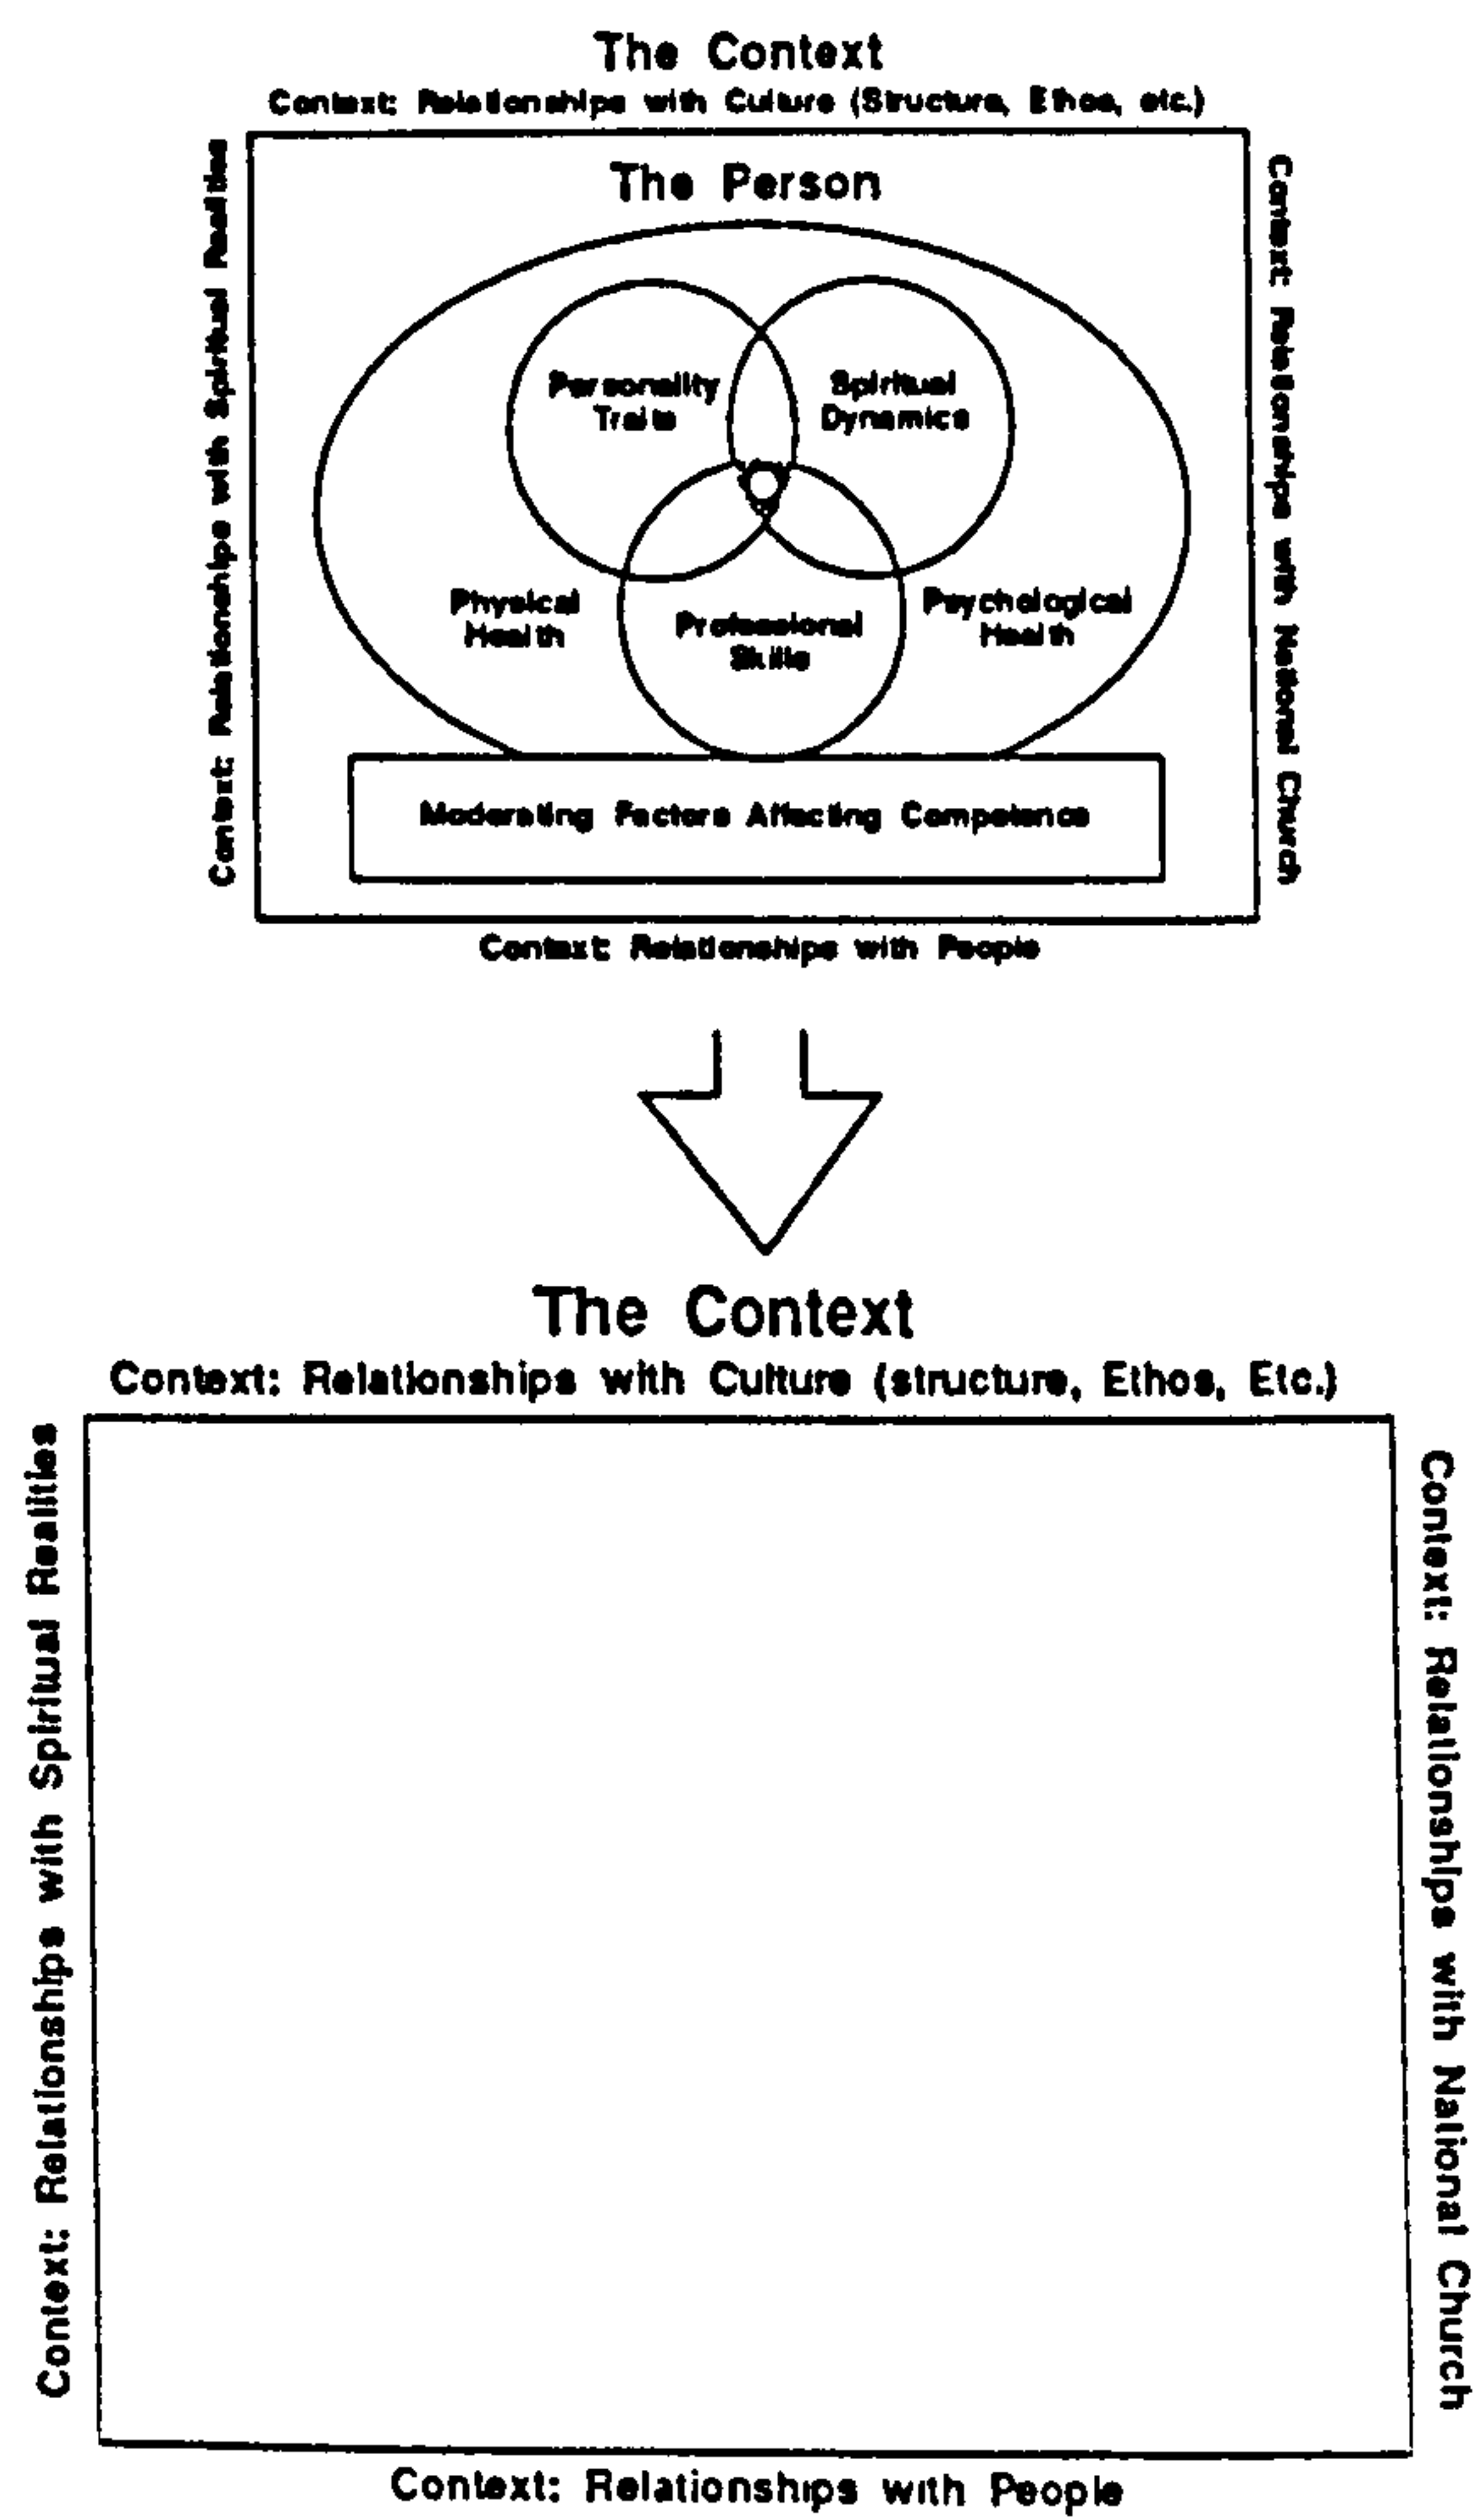 The Context
Context: Relationships with Culture (Structure, Ethos, etc.)
Context: Relationships with Spiritual Realities
Context: Relationships with National Church
The Person
Personality
Traits
Spiritual
Dynamics
Physical
Health
Professional
Skills
Psychological
Health
Moderating Factors Affecting Competence
Context: Relationships with People
The Context
Context: Relationships with Culture (structure, Ethos, Etc.)
Context: Relationships with Spiritual Realities
Context: Relationships with National Church
Context: Relationships with People